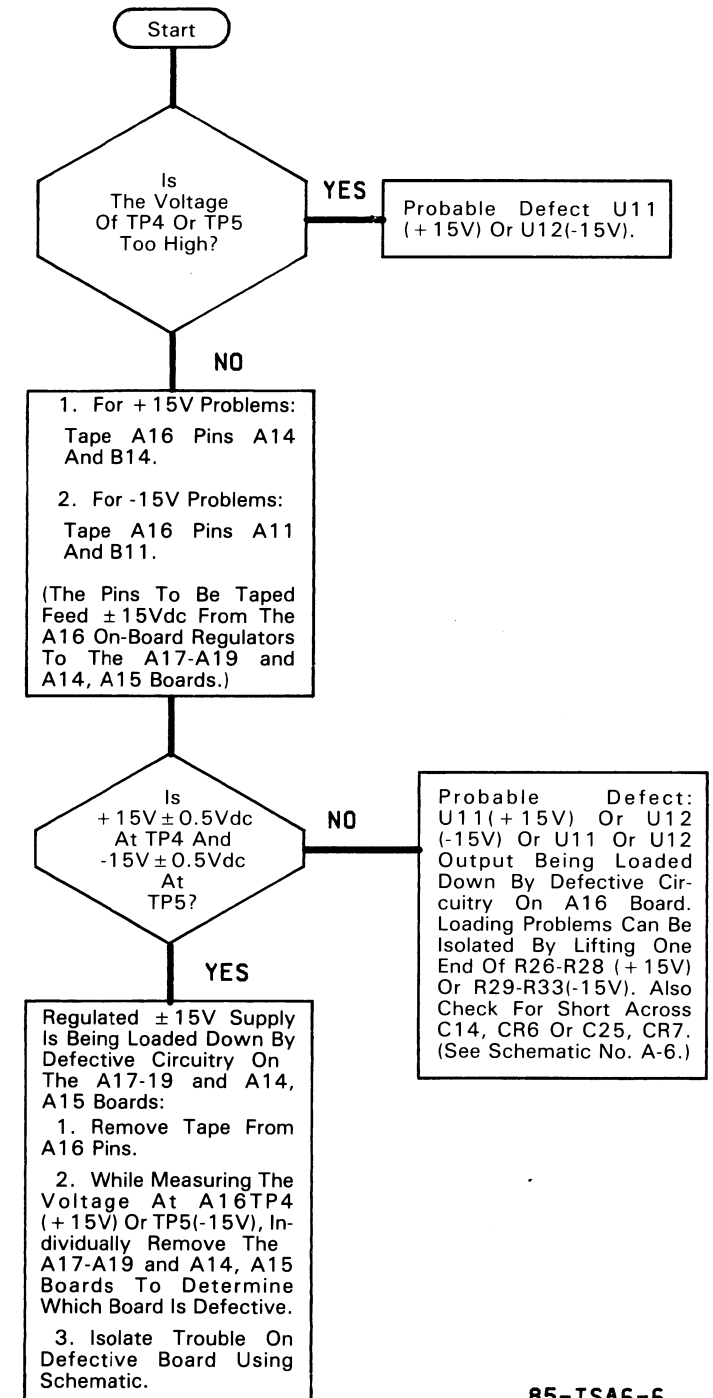 Start
Is
The Voltage
Of TP4 Or TP5
Too High?
YES
Probable Defect U11
(+15V) Or U12(-15V).
NO
1. For +15V Problems:
Tape A16 Pins A14
And B14.
2. For -15V Problems:
Tape A16 Pins A11
And B11.
(The Pins To Be Taped
Feed ±15Vdc From The
A16 On-Board Regulators
To The A17-A19 and
A14, A15 Boards.)
Is
+15V±0.5Vdc
At TP4 And
-15V±0.5Vdc
At
TP5?
NO
Probable Defect:
U11(+15V) Or U12
(-15V) Or U11 Or U12
Output Being Loaded
Down By Defective Cir-
cuitry On A16 Board.
Loading Problems Can Be
Isolated By Lifting One
End Of R26-R28 (+15V)
Or R29-R33(-15V). Also
Check For Short Across
C14, CR6 Or C25, CR7.
(See Schematic No. A-6.)
YES
Regulated ±15V Supply
Is Being Loaded Down By
Defective Circuitry On
The A17-19 and A14,
A15 Boards:
1. Remove Tape From
A16 Pins.
2. While Measuring The
Voltage At A16TP4
(+15V) Or TP5(-15V), In-
dividually Remove The
A17-A19 and A14, A15
Boards To Determine
Which Board Is Defective.
3. Isolate Trouble On
Defective Board Using
Schematic.
85-TSA6-6